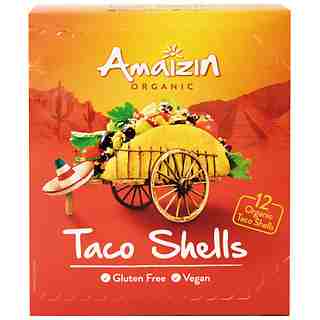 Amaizin
ORGANIC
12
Organic
Taco Shells
Taco Shells
Gluten Free
Vegan